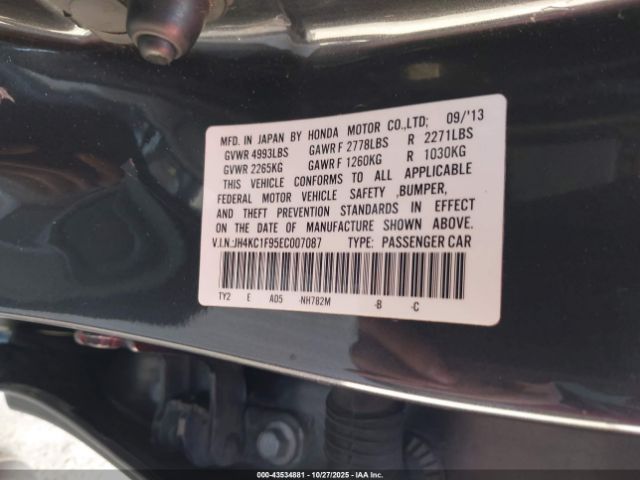 MFD. IN JAPAN BY HONDA MOTOR CO.,LTD; 09/'13
GVWR 4993LBS GAWR F 2778LBS R 2271LBS
GVWR 2265KG GAWR F 1260KG R 1030KG
THIS VEHICLE CONFORMS TO ALL APPLICABLE
FEDERAL MOTOR VEHICLE SAFETY ,BUMPER,
AND THEFT PREVENTION STANDARDS IN EFFECT
ON THE DATE OF MANUFACTURE SHOWN ABOVE.
V.I.N.:JH4KC1F95EC007087 TYPE: PASSENGER CAR
TY2 E A05 -NH782M -B -C
000-43534881 | 10/27/2025 | IAA Inc.